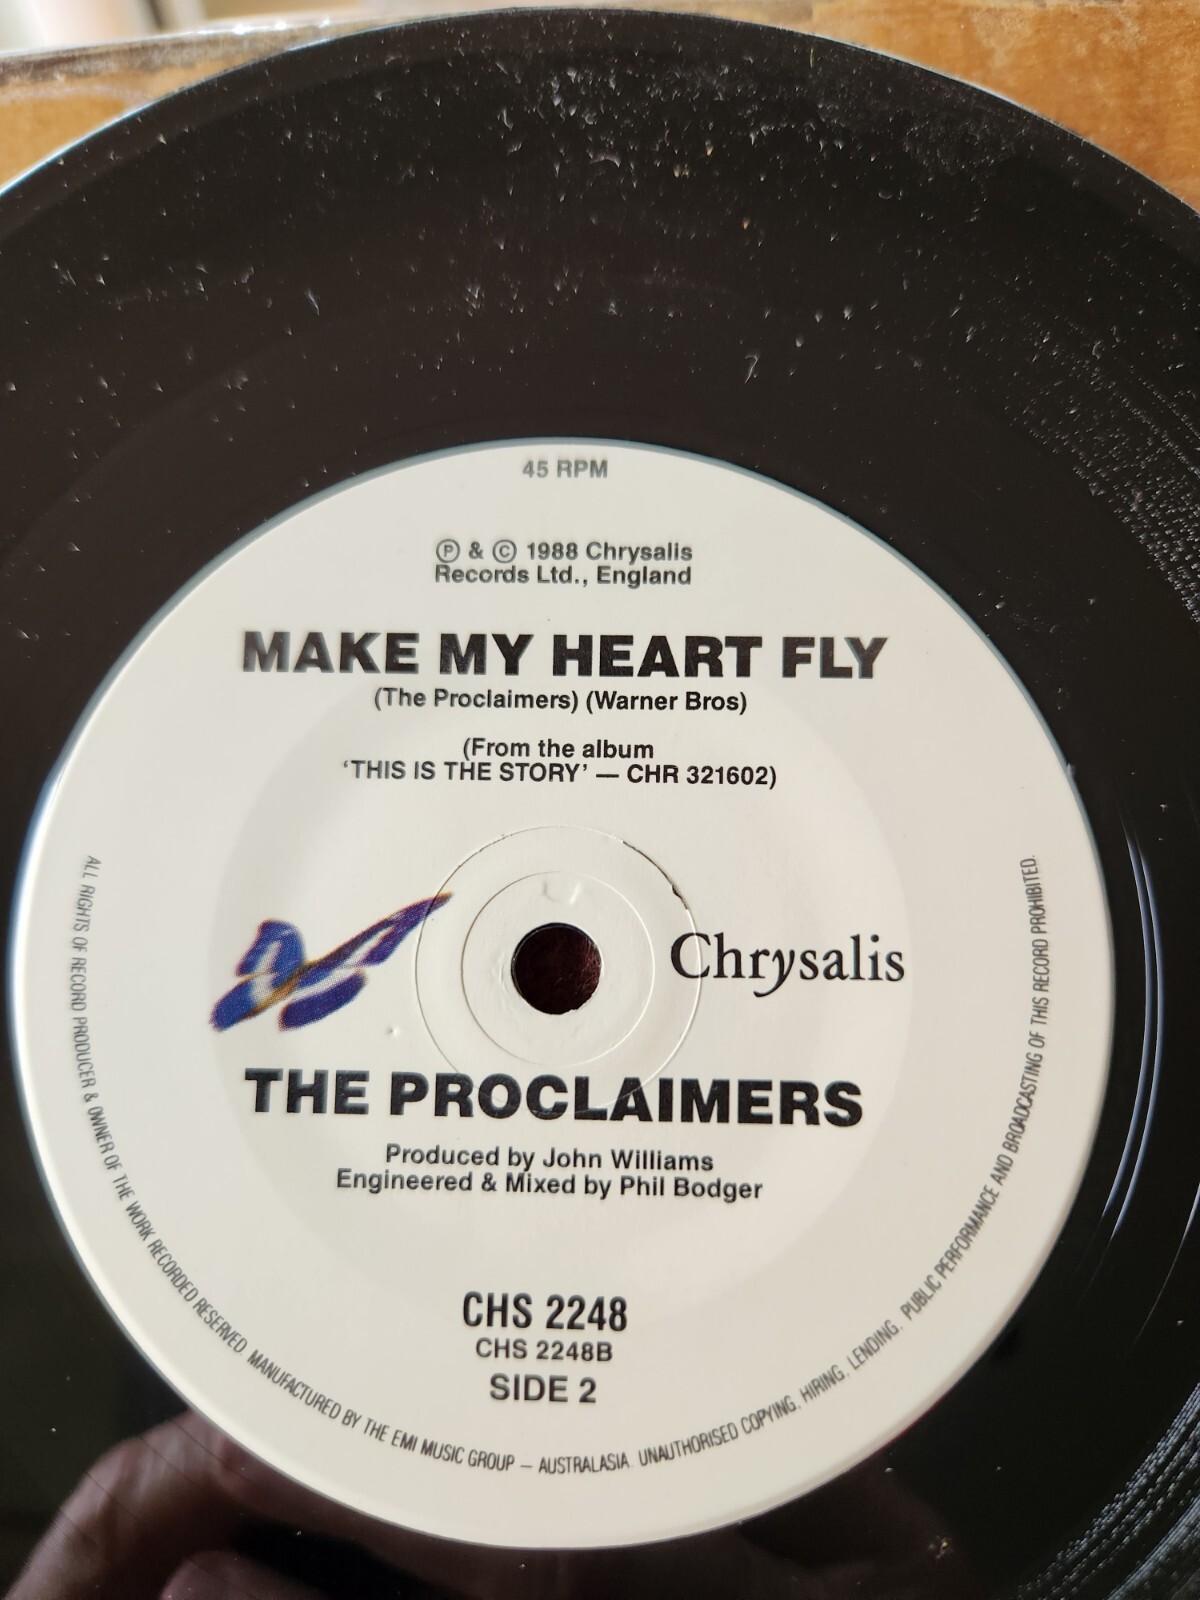 45 RPM
Ⓟ & © 1988 Chrysalis
Records Ltd., England
MAKE MY HEART FLY
(The Proclaimers) (Warner Bros)
(From the album
'THIS IS THE STORY' — CHR 321602)
Chrysalis
THE PROCLAIMERS
Produced by John Williams
Engineered & Mixed by Phil Bodger
CHS 2248
CHS 2248B
SIDE 2
ALL RIGHTS OF RECORD PRODUCER & OWNER OF THE WORK RECORDED RESERVED. MANUFACTURED BY THE EMI MUSIC GROUP — AUSTRALASIA. UNAUTHORISED COPYING, HIRING, LENDING, PUBLIC PERFORMANCE AND BROADCASTING OF THIS RECORD PROHIBITED.